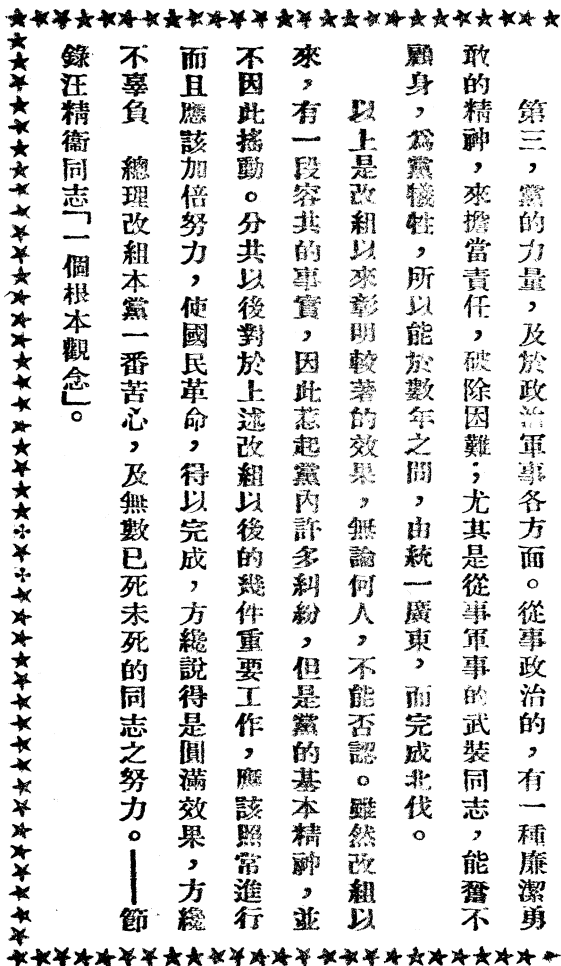 第三，黨的力量，及於政治軍事各方面。從事政治的，有一種廉潔勇
敢的精神，來擔當責任，破除困難；尤其是從事軍事的武裝同志，能奮不
顧身，為黨犧牲，所以能於數年之間，由統一廣東，而完成北伐。
以上是改組以來彰明較著的效果，無論何人，不能否認。雖然改組以
來，有一段容共的事實，因此惹起黨內許多糾紛，但是黨的基本精神，並
不因此搖動。分共以後對於上述改組以後的幾件重要工作，應該照常進行
而且應該加倍努力，使國民革命，得以完成，方纔說得是圓滿效果，方纔
不辜負　總理改組本黨一番苦心，及無數已死未死的同志之努力。——節
錄汪精衛同志「一個根本觀念」。